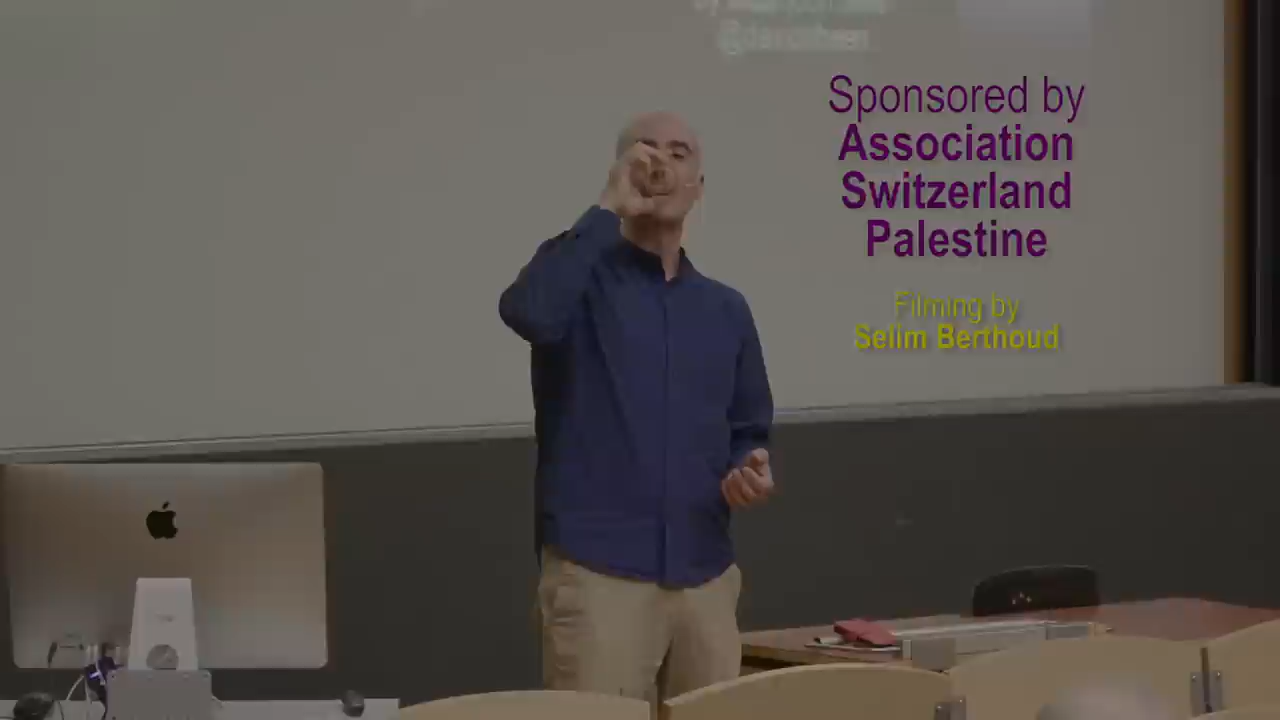 Sponsored by
Association
Switzerland
Palestine
Filming by
Selim Berthoud